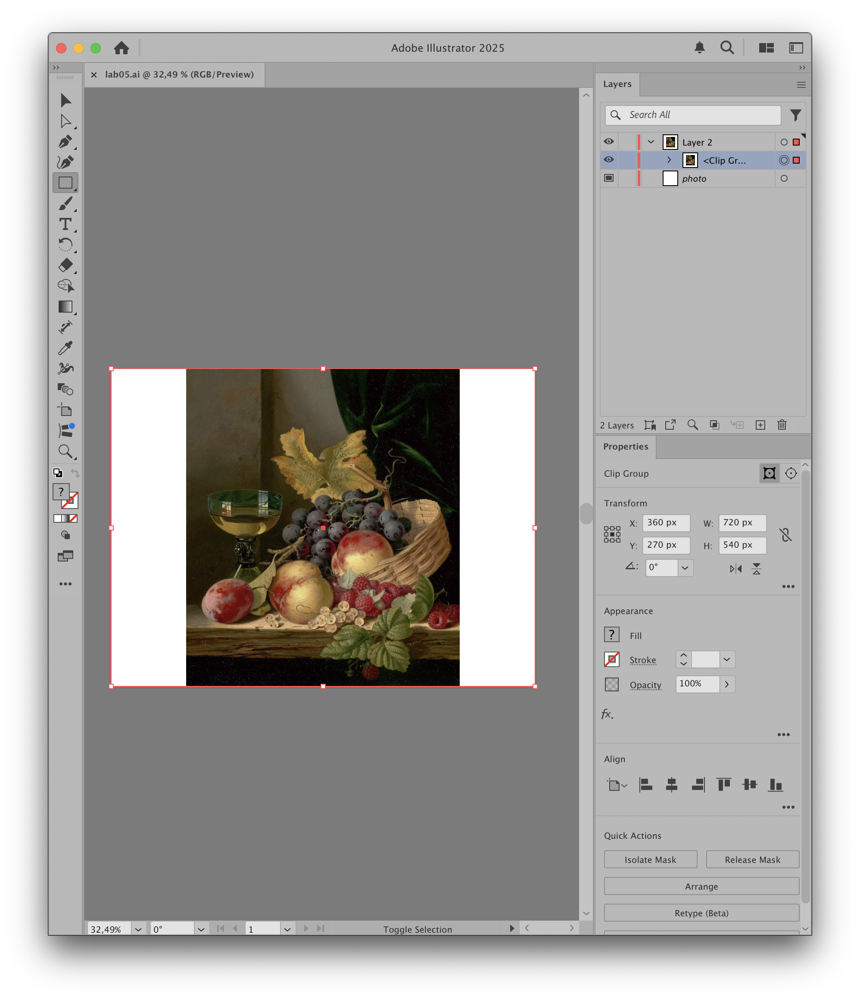 Adobe Illustrator 2025
lab05.ai @ 32,49 % (RGB/Preview)
Layers
Search All
Layer 2
<Clip Gr...
photo
2 Layers
Properties
Clip Group
Transform
X: 360 px W: 720 px
Y: 270 px H: 540 px
0°
Appearance
? Fill
Stroke
Opacity 100%
fx
Align
Quick Actions
Isolate Mask Release Mask
Arrange
Retype (Beta)
?
32,49% 0° 1 Toggle Selection